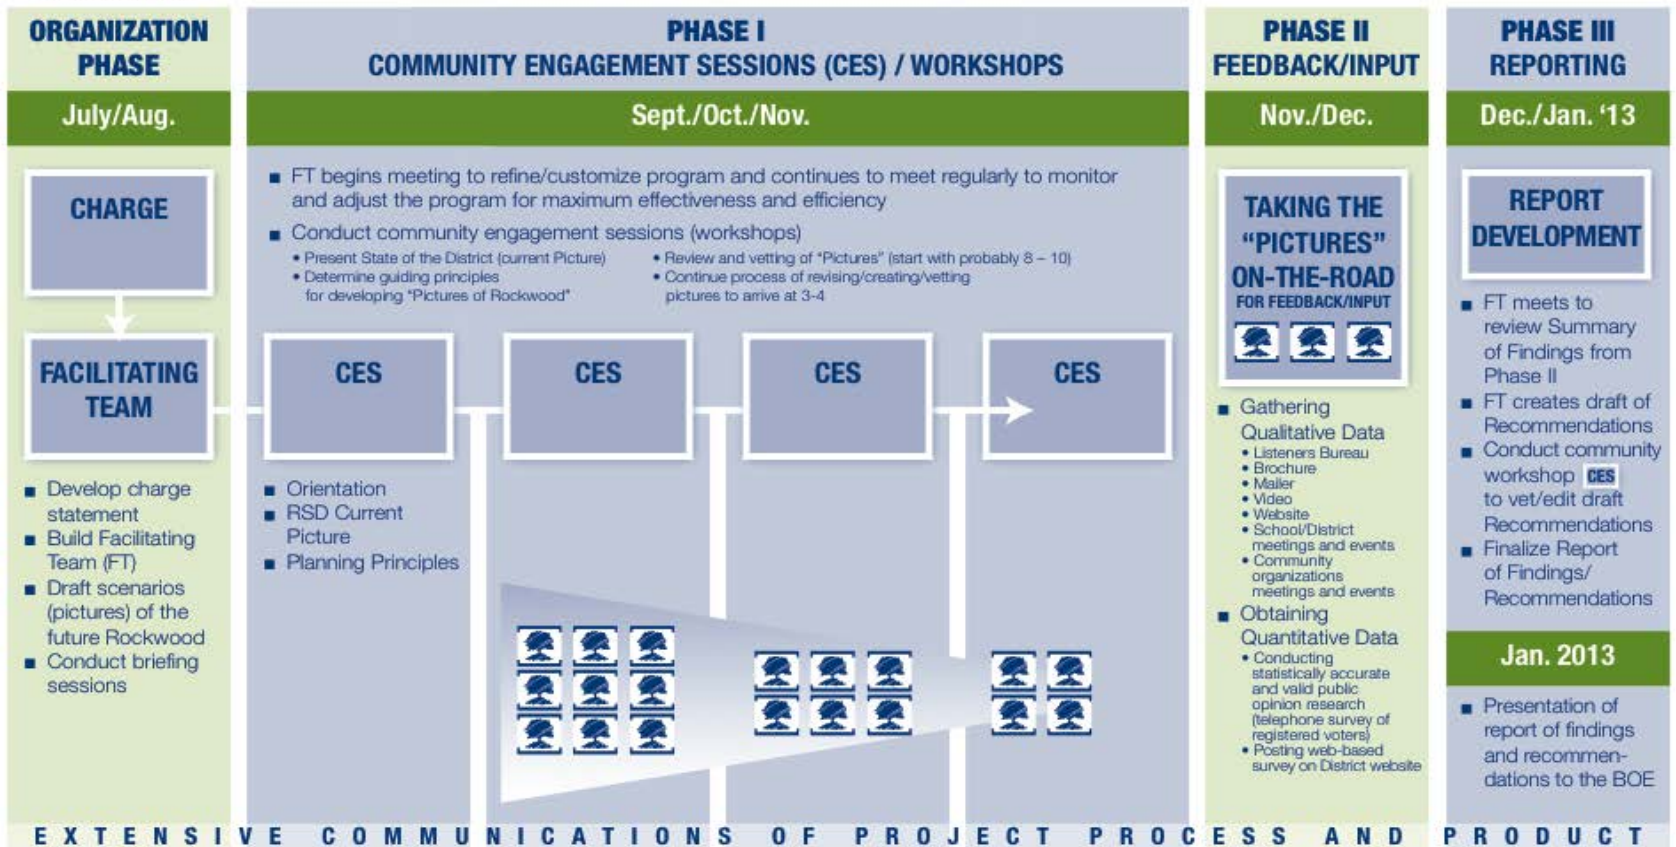 ORGANIZATION
PHASE
July/Aug.
CHARGE
FACILITATING
TEAM
■ Develop charge
statement
■ Build Facilitating
Team (FT)
■ Draft scenarios
(pictures) of the
future Rockwood
■ Conduct briefing
sessions
PHASE I
COMMUNITY ENGAGEMENT SESSIONS (CES) / WORKSHOPS
Sept./Oct./Nov.
■ FT begins meeting to refine/customize program and continues to meet regularly to monitor
and adjust the program for maximum effectiveness and efficiency
■ Conduct community engagement sessions (workshops)
• Present State of the District (current Picture)
• Determine guiding principles
for developing "Pictures of Rockwood"
• Review and vetting of "Pictures" (start with probably 8 – 10)
• Continue process of revising/creating/vetting
pictures to arrive at 3-4
CES
■ Orientation
■ RSD Current
Picture
■ Planning Principles
CES
CES
CES
PHASE II
FEEDBACK/INPUT
Nov./Dec.
TAKING THE
"PICTURES"
ON-THE-ROAD
FOR FEEDBACK/INPUT
■ Gathering
Qualitative Data
• Listeners Bureau
• Brochure
• Mailer
• Video
• Website
• School/District
meetings and events
• Community
organizations
meetings and events
■ Obtaining
Quantitative Data
• Conducting
statistically accurate
and valid public
opinion research
(telephone survey of
registered voters)
• Posting web-based
survey on District website
PHASE III
REPORTING
Dec./Jan. '13
REPORT
DEVELOPMENT
■ FT meets to
review Summary
of Findings from
Phase II
■ FT creates draft of
Recommendations
■ Conduct community
workshop CES
to vet/edit draft
Recommendations
■ Finalize Report
of Findings/
Recommendations
Jan. 2013
■ Presentation of
report of findings
and recommen-
dations to the BOE
EXTENSIVE COMMUNICATIONS OF PROJECT PROCESS AND PRODUCT